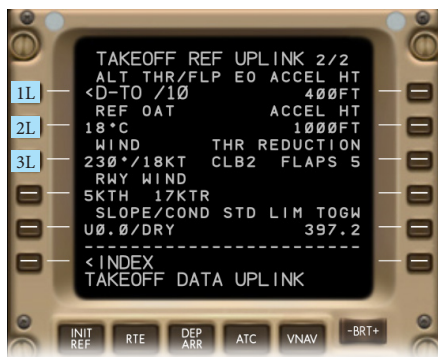 TAKEOFF REF UPLINK 2/2
ALT THR/FLP EO ACCEL HT
1L <D-TO /10 400FT
REF OAT ACCEL HT
2L 18°C 1000FT
WIND THR REDUCTION
3L 230°/18KT CLB2 FLAPS 5
RWY WIND
5KTH 17KTR
SLOPE/COND STD LIM TOGW
U0.0/DRY 397.2
--------------------------------
<INDEX
TAKEOFF DATA UPLINK
INIT REF RTE DEP ARR ATC VNAV -BRT+